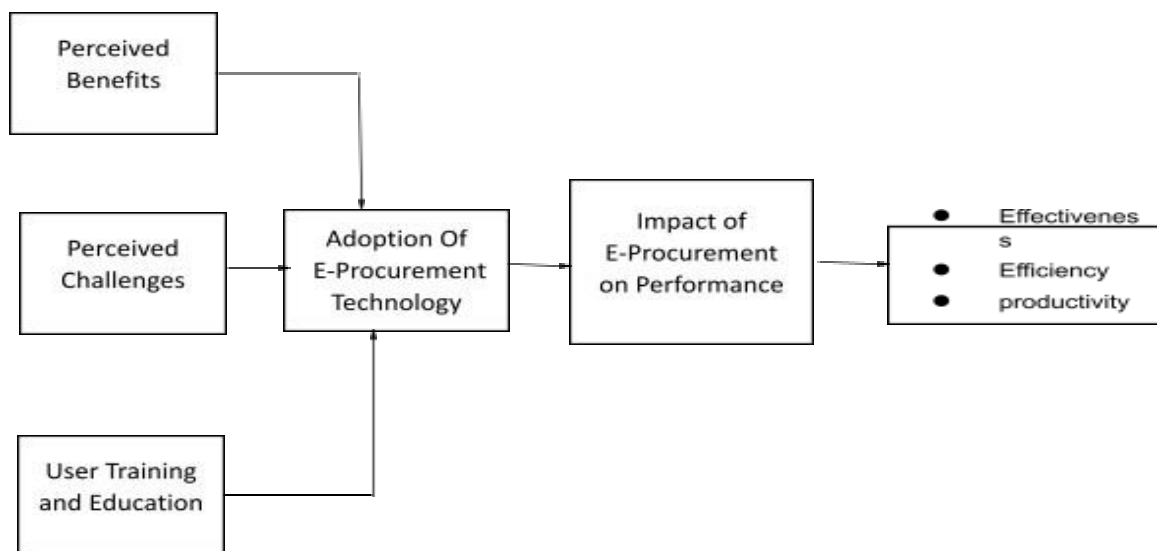 Perceived
Benefits
Perceived
Challenges
User Training
and Education
Adoption Of
E-Procurement
Technology
Impact of
E-Procurement
on Performance
● Effectivenes
s
● Efficiency
● productivity